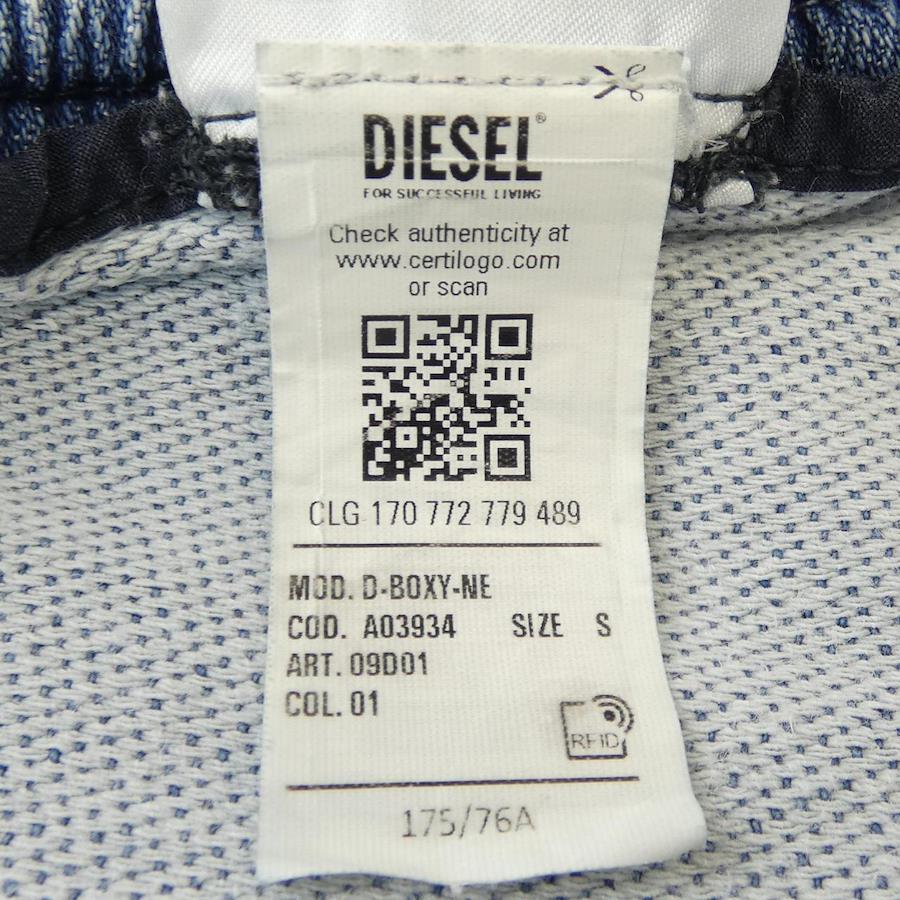 DIESEL®
FOR SUCCESSFUL LIVING
Check authenticity at
www.certilogo.com
or scan
CLG 170 772 779 489
MOD. D-BOXY-NE
COD. A03934 SIZE S
ART. 09D01
COL. 01
RFID
175/76A